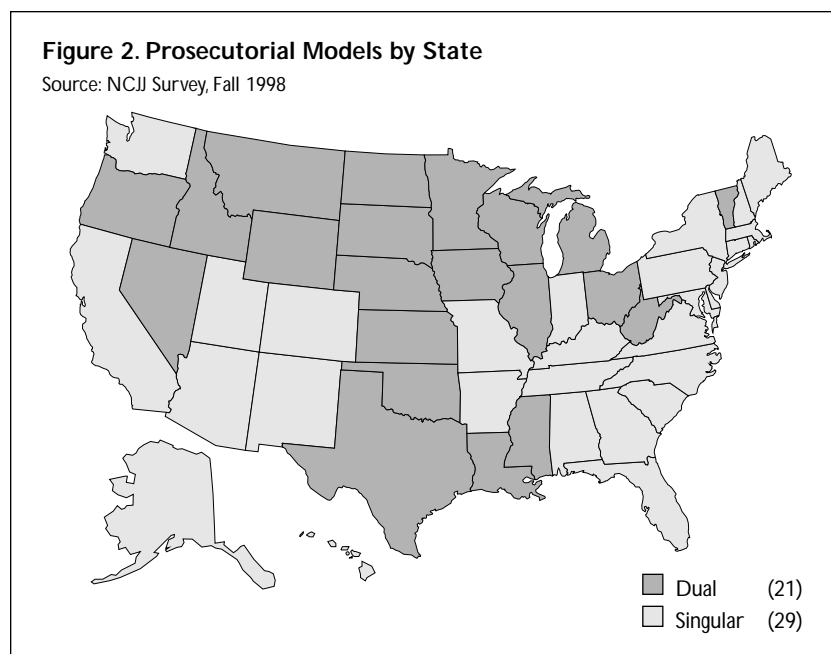 Figure 2. Prosecutorial Models by State
Source: NCJJ Survey, Fall 1998
Dual (21)
Singular (29)